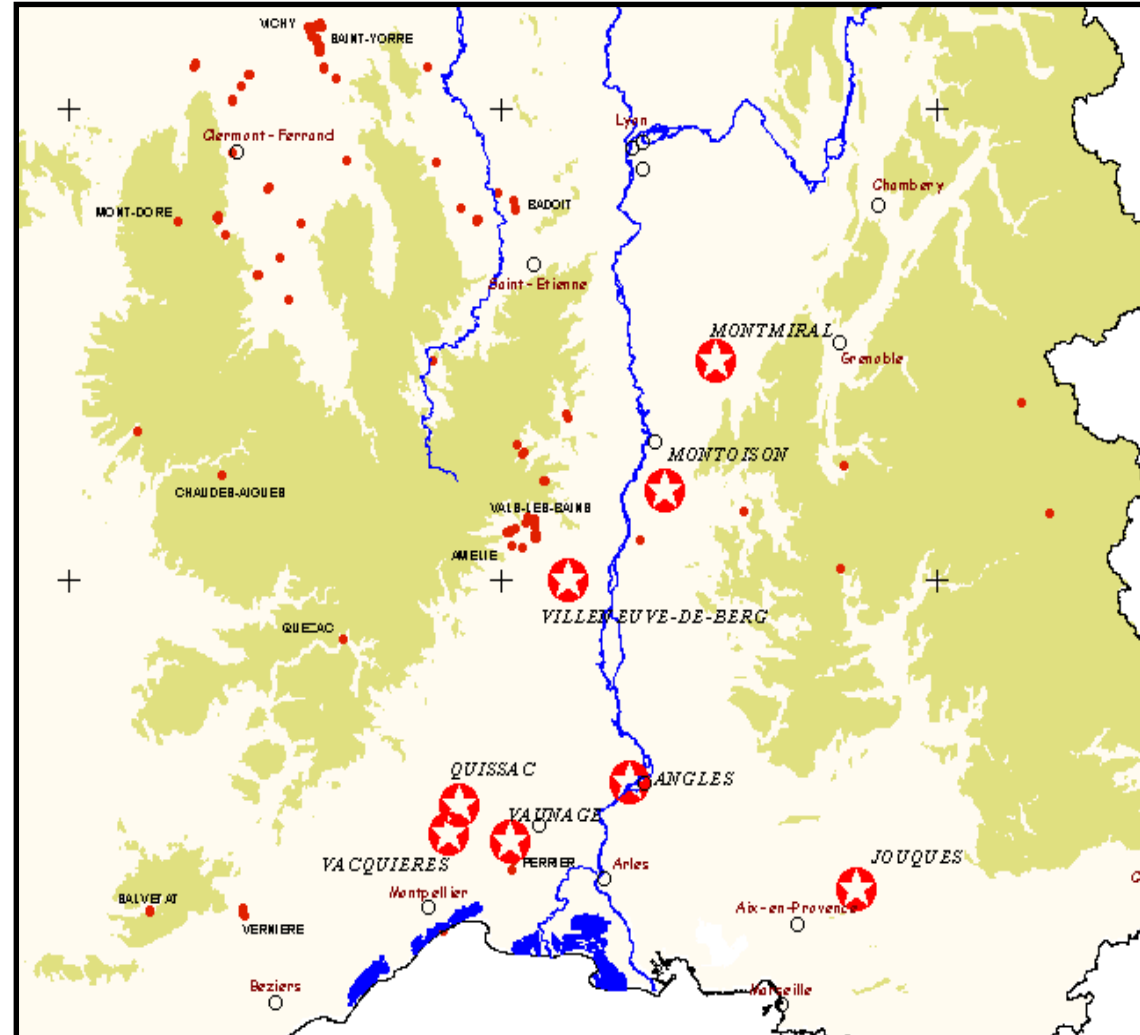 VICHY
SAINT-YORRE
Lyon
Clermont-Ferrand
Chambery
MONT-DORE
BADOIT
Saint-Etienne
MONTMIRAL
Grenoble
MONTOISON
CHAUDES-AIGUES
VALS-LES-BAINS
AMELIE
VILLENEUVE-DE-BERG
QUEZAC
QUISSAC
ANGLES
VAUNAGE
VACQUIERES
PERRIER
Arles
JOUQUES
SALVETAT
Montpellier
Aix-en-Provence
VERNIERE
Beziers
Marseille